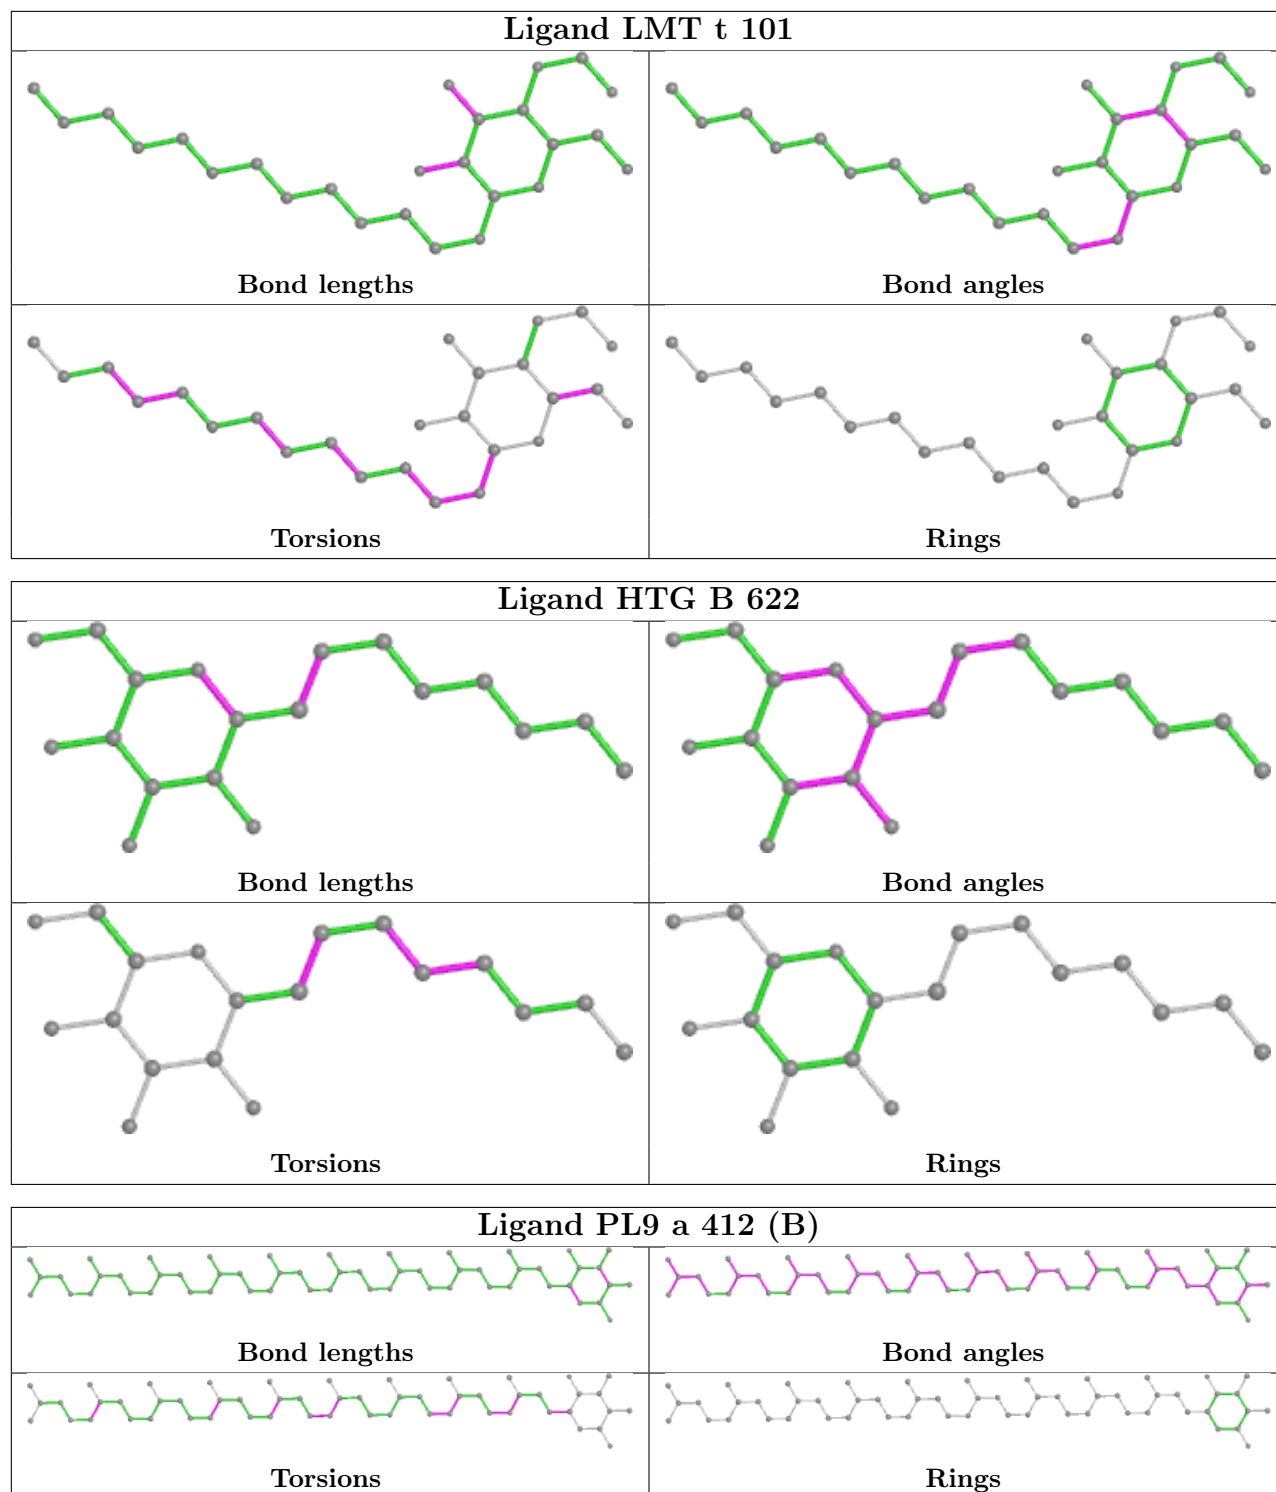 Ligand LMT t 101
Bond lengths
Bond angles
Torsions
Rings
Ligand HTG B 622
Bond lengths
Bond angles
Torsions
Rings
Ligand PL9 a 412 (B)
Bond lengths
Bond angles
Torsions
Rings